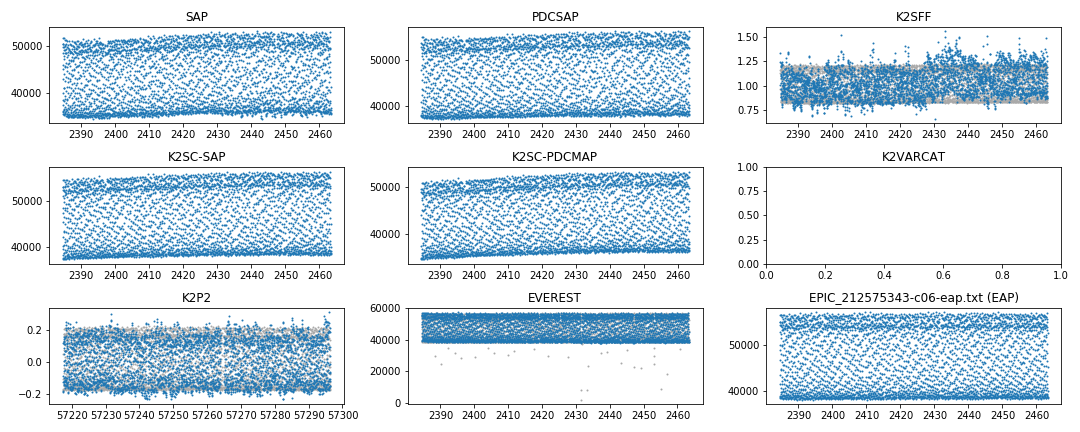 SAP
50000
40000
2390 2400 2410 2420 2430 2440 2450 2460
PDCSAP
50000
40000
2390 2400 2410 2420 2430 2440 2450 2460
K2SFF
1.50
1.25
1.00
0.75
2390 2400 2410 2420 2430 2440 2450 2460
K2SC-SAP
50000
40000
2390 2400 2410 2420 2430 2440 2450 2460
K2SC-PDCMAP
50000
40000
2390 2400 2410 2420 2430 2440 2450 2460
K2VARCAT
1.00
0.75
0.50
0.25
0.00
0.0 0.2 0.4 0.6 0.8 1.0
K2P2
0.2
0.0
−0.2
57220 57230 57240 57250 57260 57270 57280 57290 57300
EVEREST
60000
40000
20000
0
2390 2400 2410 2420 2430 2440 2450 2460
EPIC_212575343-c06-eap.txt (EAP)
50000
40000
2390 2400 2410 2420 2430 2440 2450 2460